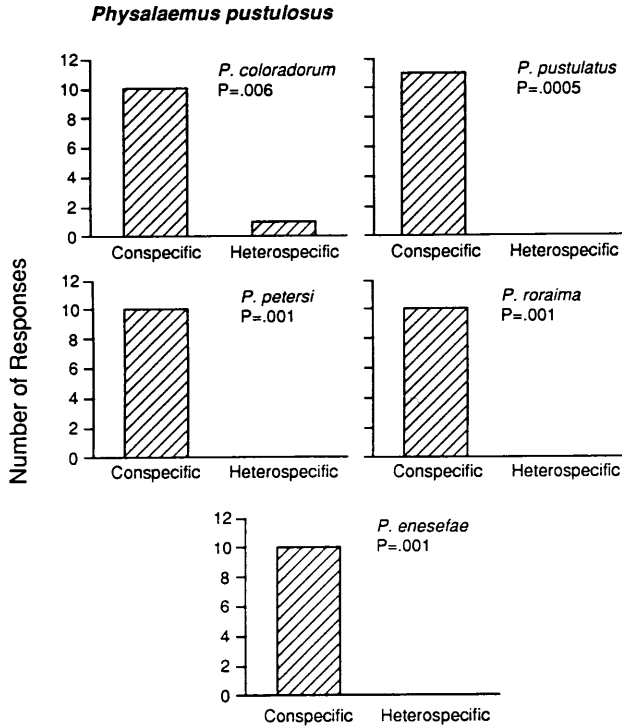 Physalaemus pustulosus
P. coloradorum
P=.006
12
10
8
6
4
2
0
Conspecific Heterospecific
P. pustulatus
P=.0005
Conspecific Heterospecific
Number of Responses
P. petersi
P=.001
12
10
8
6
4
2
0
Conspecific Heterospecific
P. roraima
P=.001
Conspecific Heterospecific
P. enesefae
P=.001
12
10
8
6
4
2
0
Conspecific Heterospecific